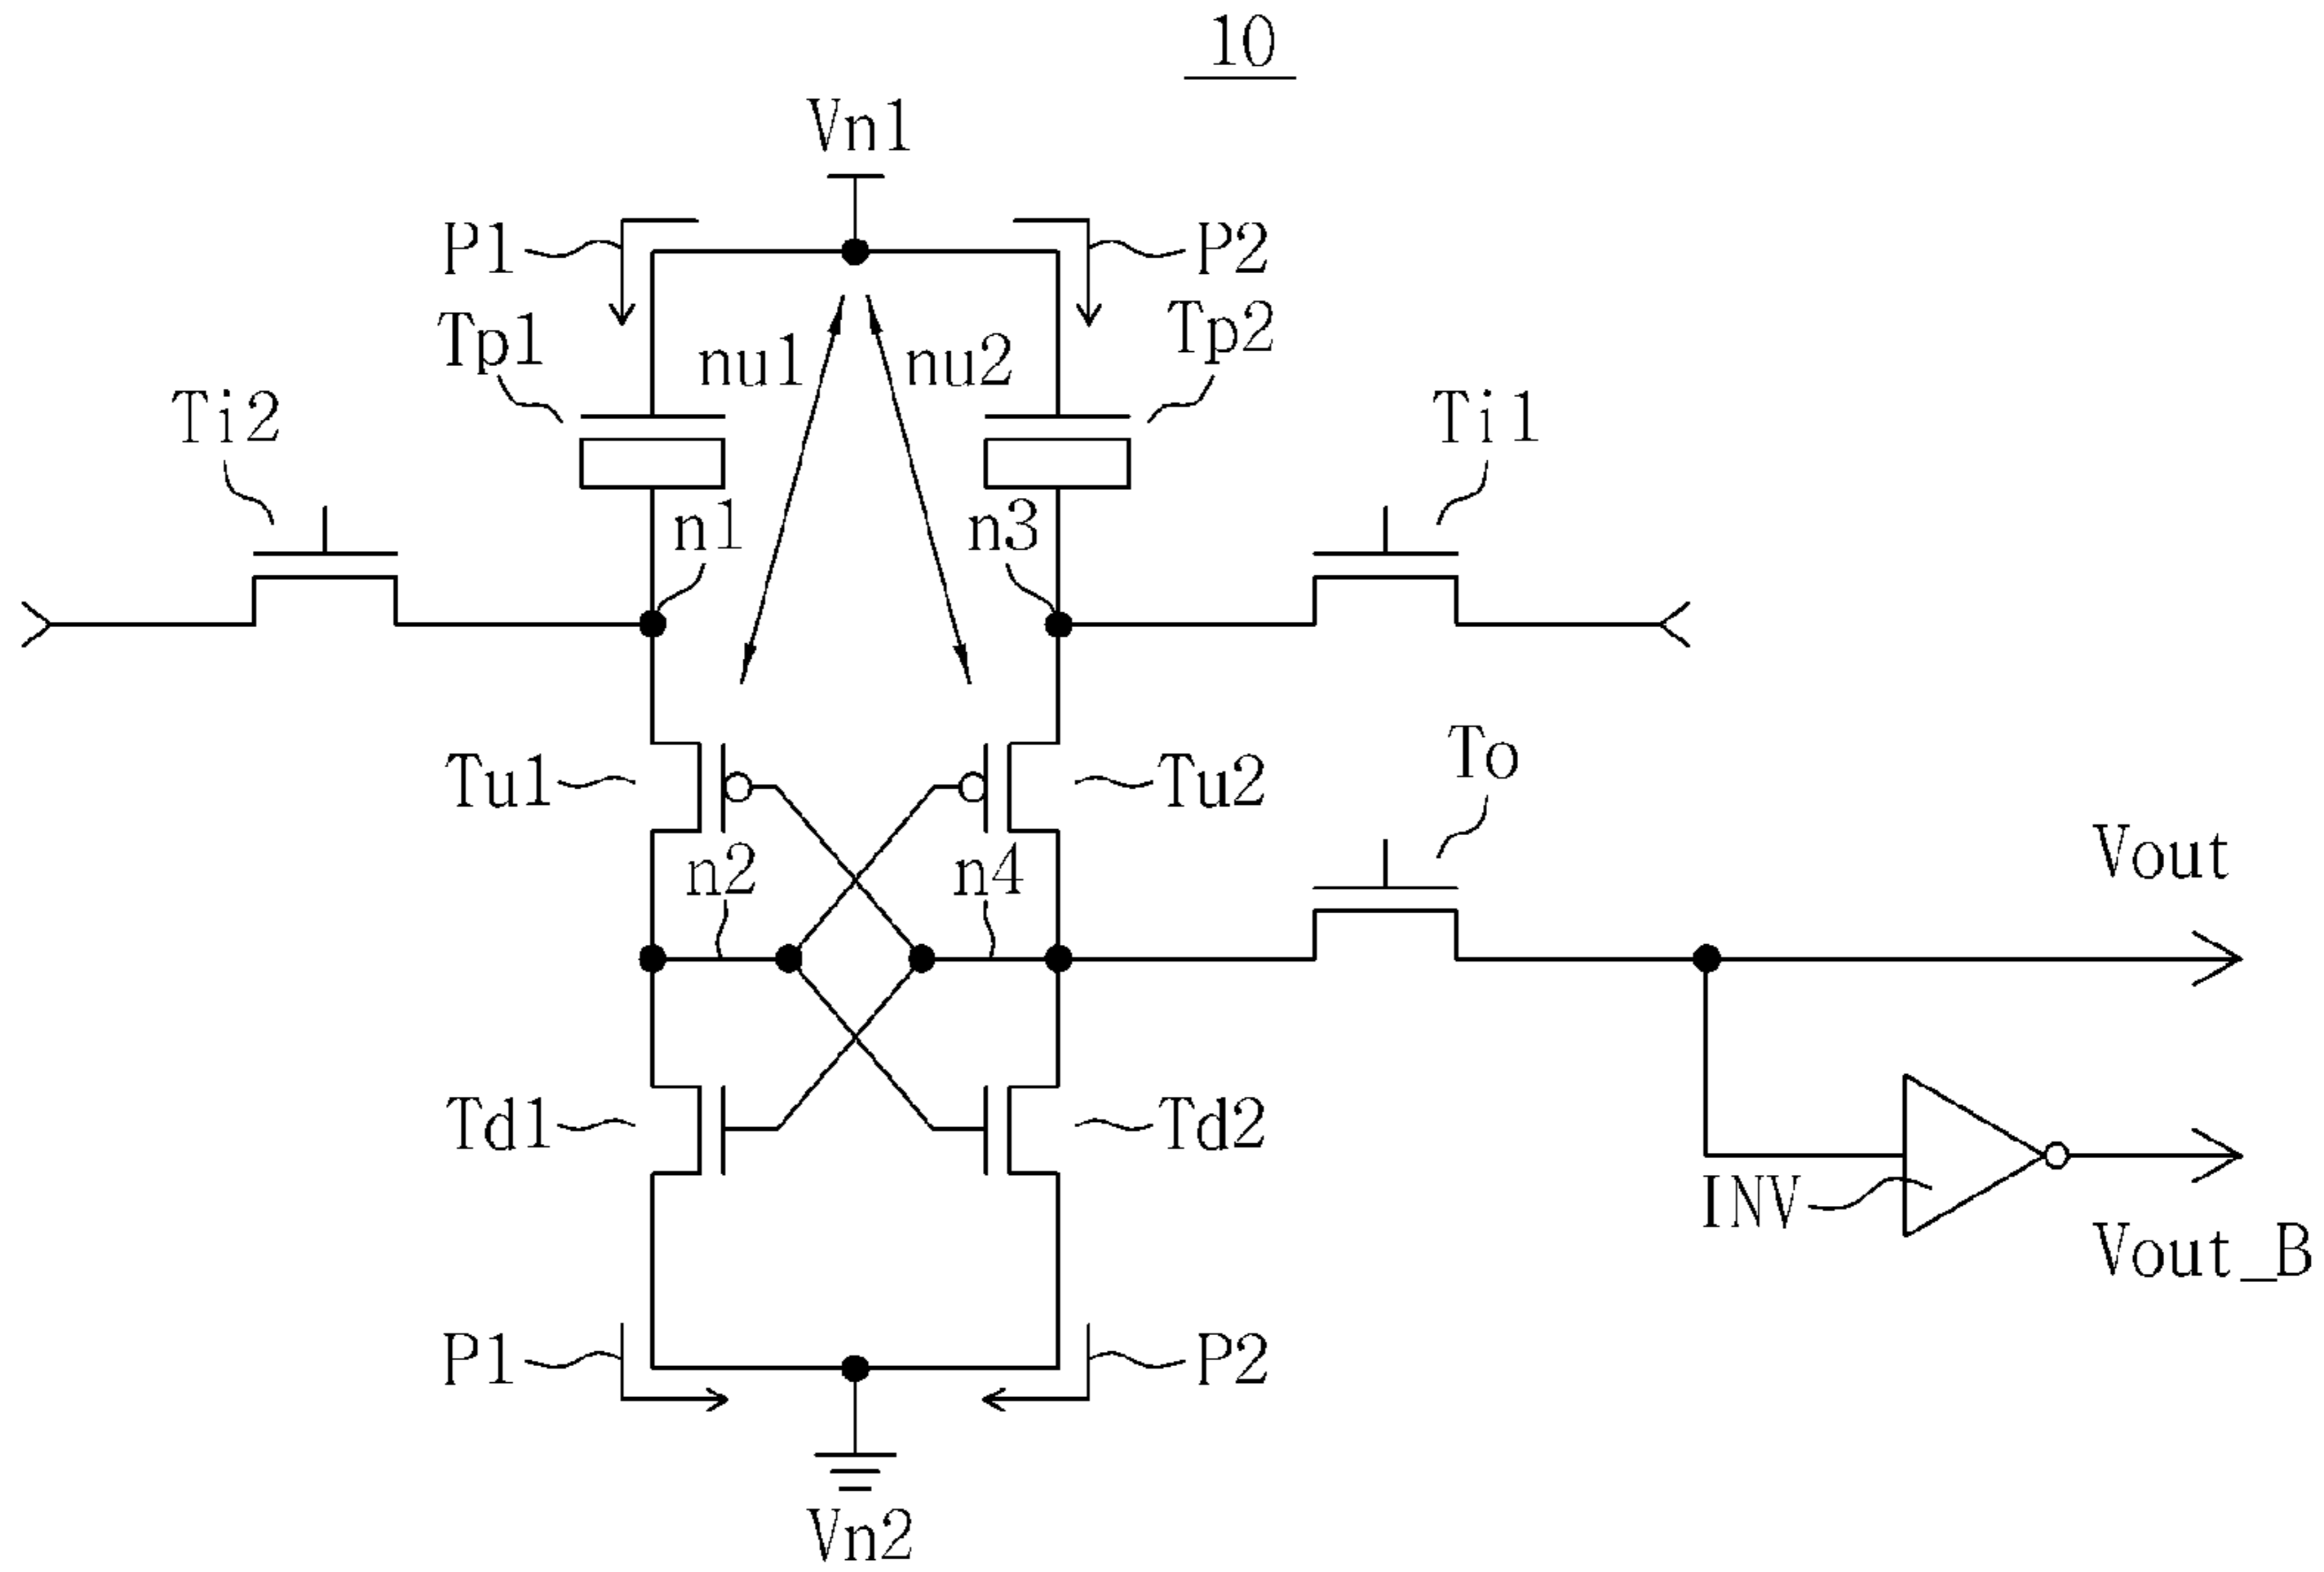 10
Vn1
P1
P2
Tp1
nu1
nu2
Tp2
Ti2
Ti1
n1
n3
Tu1
Tu2
To
n2
n4
Vout
Td1
Td2
INV
Vout_B
P1
P2
Vn2